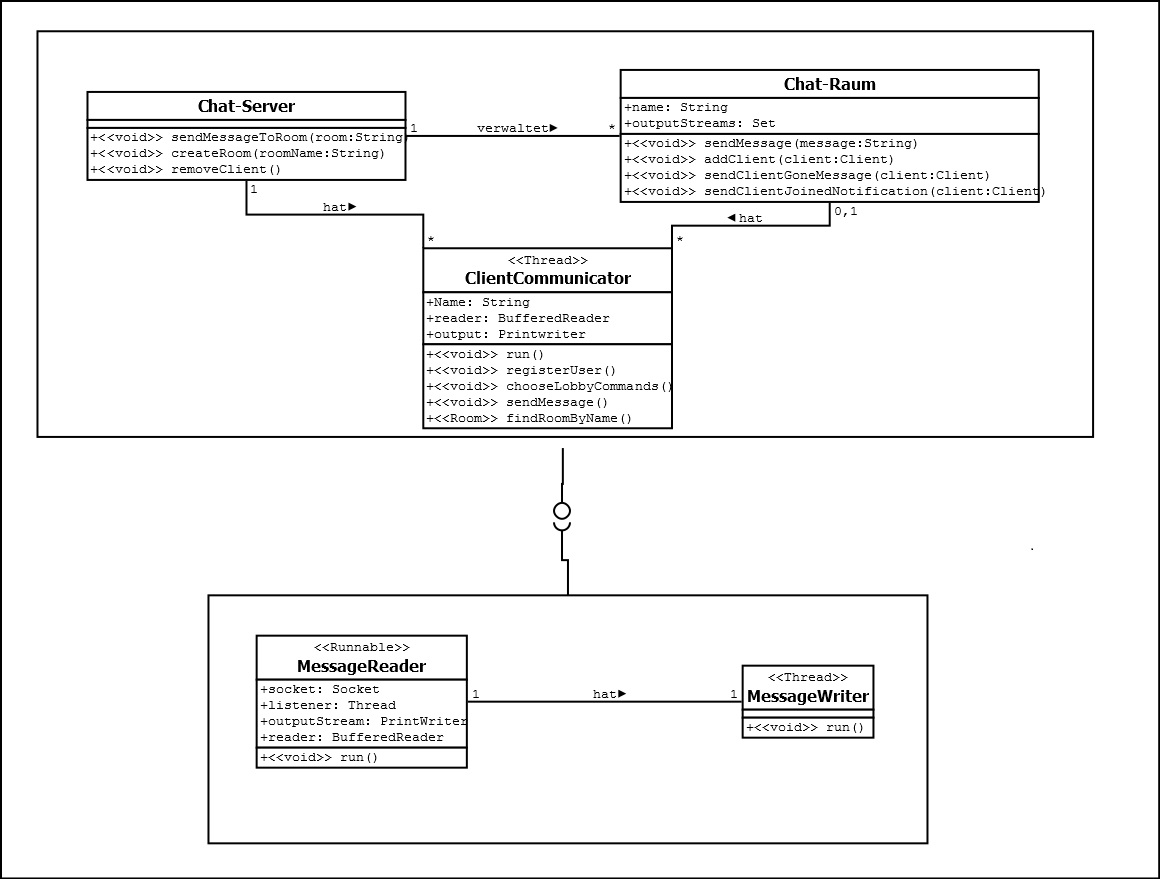 Chat-Server
+<<void>> sendMessageToRoom(room:String)
+<<void>> createRoom(roomName:String)
+<<void>> removeClient()
1
verwaltet►
*
Chat-Raum
+name: String
+outputStreams: Set
+<<void>> sendMessage(message:String)
+<<void>> addClient(client:Client)
+<<void>> sendClientGoneMessage(client:Client)
+<<void>> sendClientJoinedNotification(client:Client)
1
hat►
*
0,1
◄hat
*
<<Thread>>
ClientCommunicator
+Name: String
+reader: BufferedReader
+output: Printwriter
+<<void>> run()
+<<void>> registerUser()
+<<void>> chooseLobbyCommands()
+<<void>> sendMessage()
+<<Room>> findRoomByName()
<<Runnable>>
MessageReader
+socket: Socket
+listener: Thread
+outputStream: PrintWriter
+reader: BufferedReader
+<<void>> run()
1
hat►
1
<<Thread>>
MessageWriter
+<<void>> run()